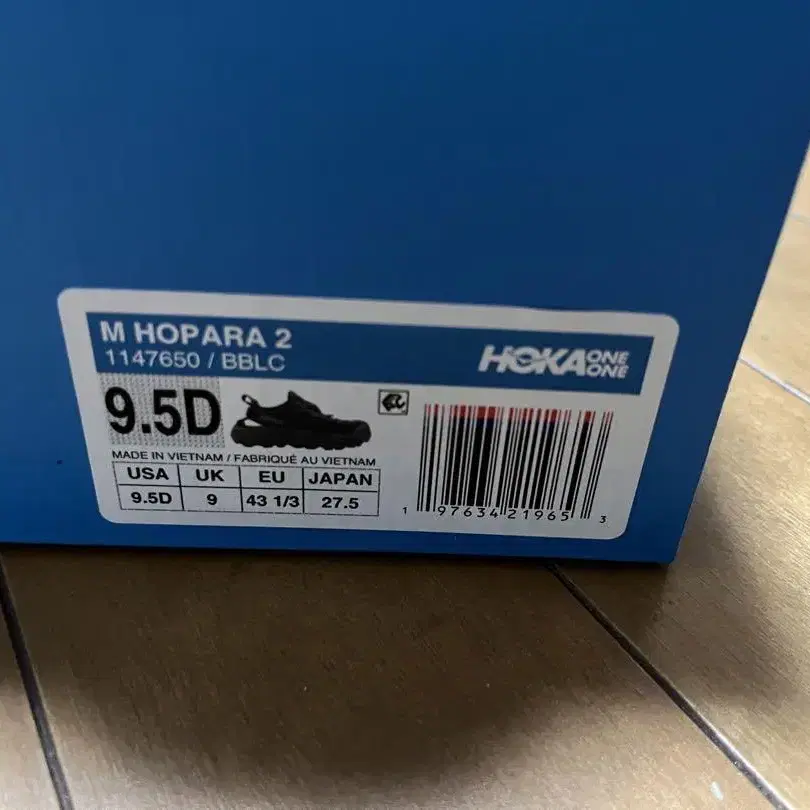 M HOPARA 2
1147650 / BBLC
HOKA ONE ONE
9.5D
MADE IN VIETNAM / FABRIQUÉ AU VIETNAM
USA UK EU JAPAN
9.5D 9 43 1/3 27.5
1 97634 21965 3